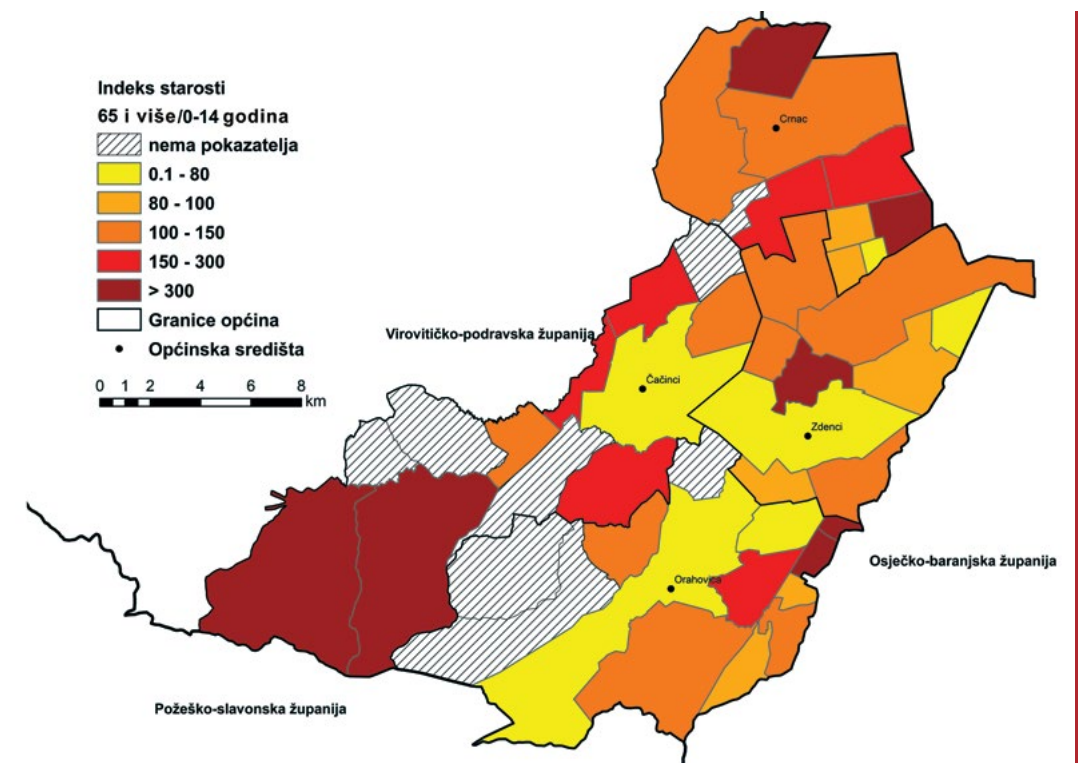 Indeks starosti
65 i više/0-14 godina
nema pokazatelja
0.1 - 80
80 - 100
100 - 150
150 - 300
> 300
Granice općina
Općinska središta
0 1 2 4 6 8
km
Crnac
Virovitičko-podravska županija
Čačinci
Zdenci
Osječko-baranjska županija
Orahovica
Požeško-slavonska županija